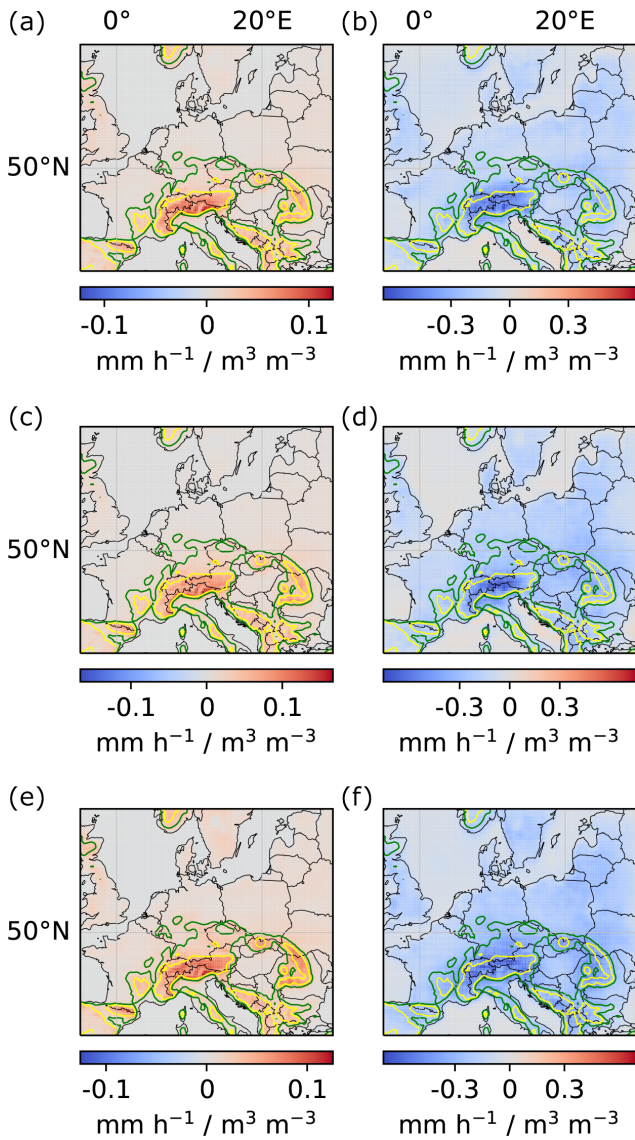 (a) 0° 20°E (b) 0° 20°E
50°N
-0.1 0 0.1 -0.3 0 0.3
mm h⁻¹ / m³ m⁻³ mm h⁻¹ / m³ m⁻³
(c) (d)
50°N
-0.1 0 0.1 -0.3 0 0.3
mm h⁻¹ / m³ m⁻³ mm h⁻¹ / m³ m⁻³
(e) (f)
50°N
-0.1 0 0.1 -0.3 0 0.3
mm h⁻¹ / m³ m⁻³ mm h⁻¹ / m³ m⁻³